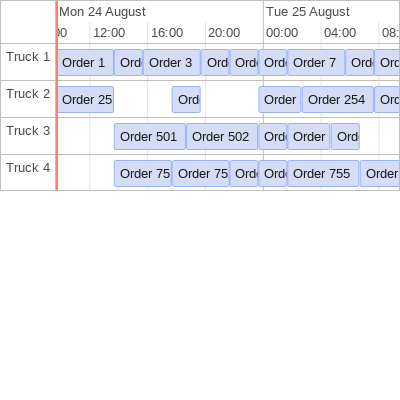 Mon 24 August Tue 25 August
00 12:00 16:00 20:00 00:00 04:00 08:
Truck 1 Order 1 Ord Order 3 Ord Ord Ord Order 7 Ord Ord
Truck 2 Order 25 Ord Order Order 254 Ord
Truck 3 Order 501 Order 502 Ord Order Ord
Truck 4 Order 75 Order 75 Ord Ord Order 755 Order